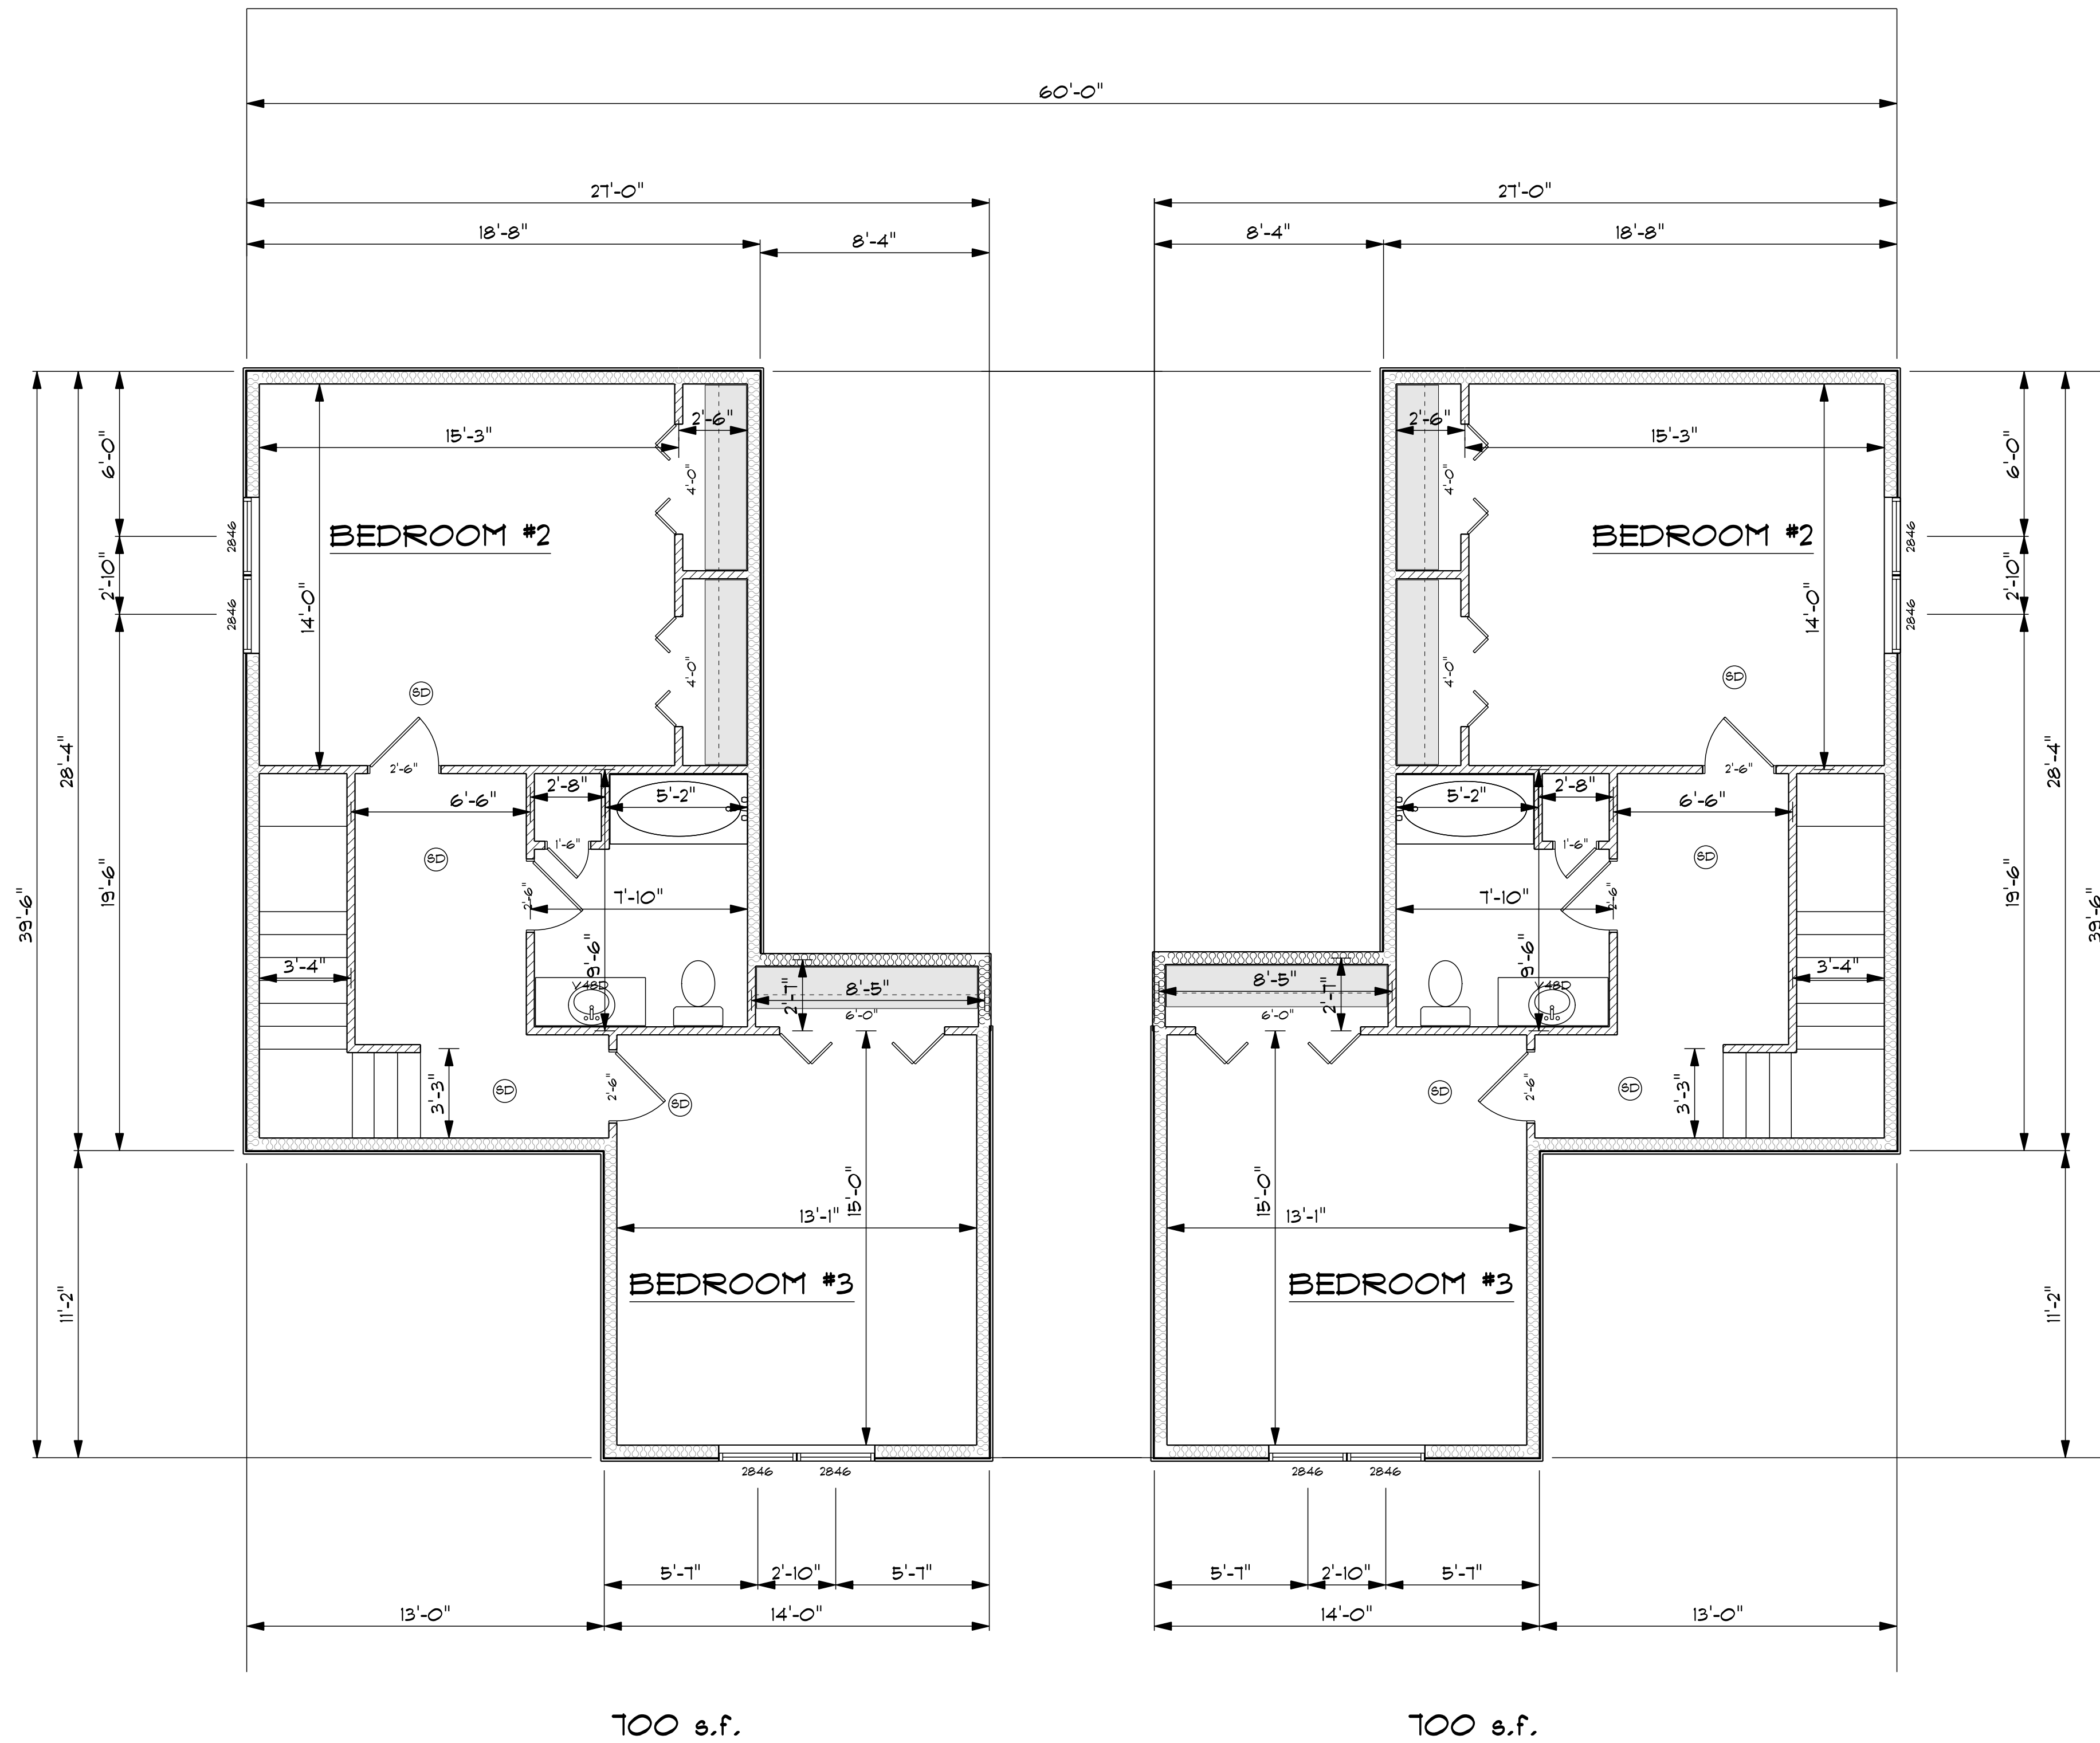 60'-0"
27'-0" 27'-0"
18'-8" 8'-4" 8'-4" 18'-8"
2'-6" 2'-6"
15'-3" 15'-3"
6'-0" 6'-0"
4'-0" 4'-0"
BEDROOM #2 BEDROOM #2
2846 2846
2'-10" 2'-10"
2846 2846
14'-0" 14'-0"
4'-0" 4'-0"
SD SD
28'-4" 28'-4"
2'-6" 2'-6"
6'-6" 2'-8" 5'-2" 5'-2" 2'-8" 6'-6"
1'-6" 1'-6"
SD SD
39'-6" 19'-6" 2'-6" 7'-10" 7'-10" 2'-6" 19'-6" 39'-6"
3'-4" 9'-6" 9'-6" 3'-4"
V48D 2'-7" 8'-5" 8'-5" 2'-7" V48D
6'-0" 6'-0"
3'-3" SD 2'-6" SD SD 2'-6" SD 3'-3"
15'-0" 15'-0"
13'-1" 13'-1"
BEDROOM #3 BEDROOM #3
11'-2" 11'-2"
2846 2846 2846 2846
5'-7" 2'-10" 5'-7" 5'-7" 2'-10" 5'-7"
13'-0" 14'-0" 14'-0" 13'-0"
700 s.f. 700 s.f.